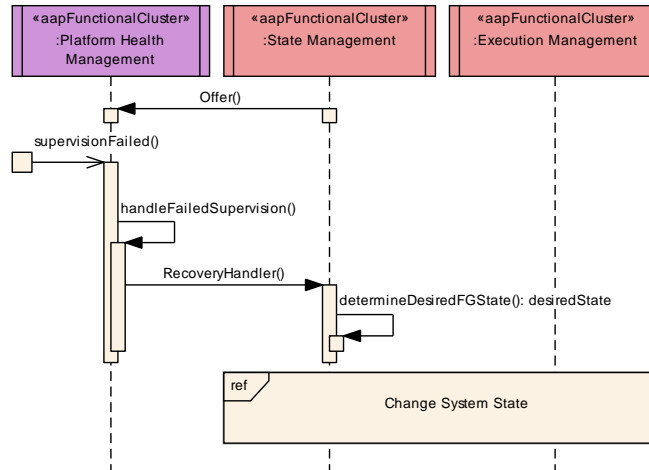 «aapFunctionalCluster»
:Platform Health
Management
«aapFunctionalCluster»
:State Management
«aapFunctionalCluster»
:Execution Management
Offer()
supervisionFailed()
handleFailedSupervision()
RecoveryHandler()
determineDesiredFGState(): desiredState
ref
Change System State